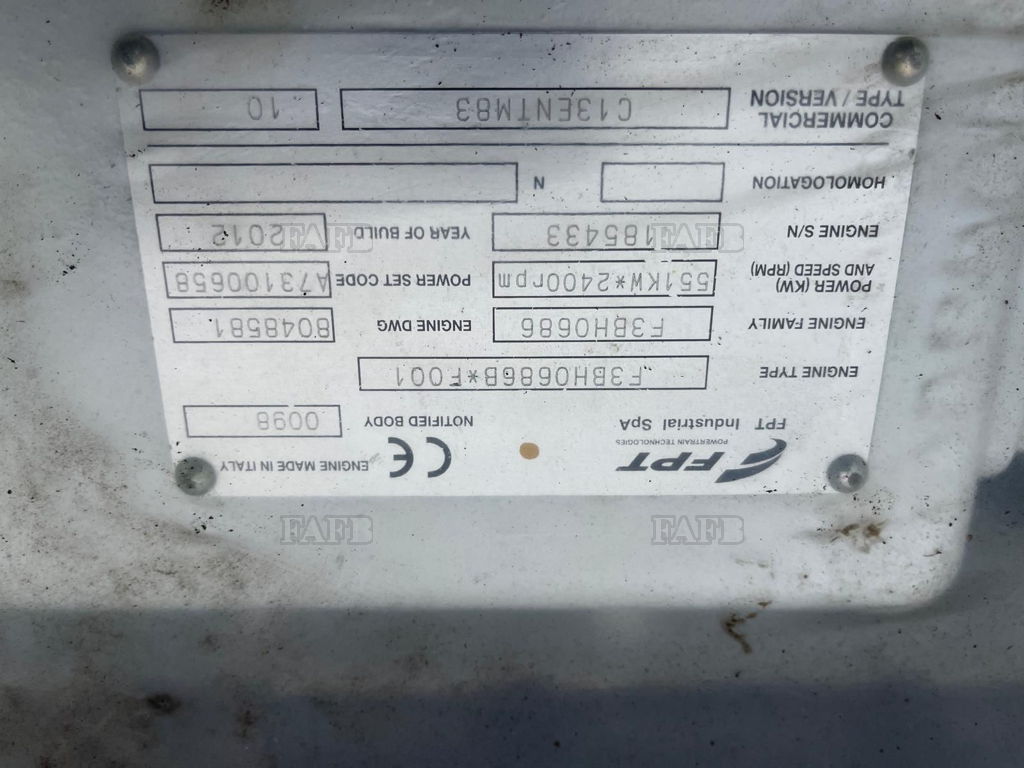 FPT
POWERTRAIN TECHNOLOGIES
FPT Industrial SpA
CE
ENGINE MADE IN ITALY
NOTIFIED BODY 0098
ENGINE TYPE F3BH0686B*F001
ENGINE FAMILY F3BH0686 ENGINE DWG 8048581
POWER (KW) AND SPEED (RPM) 551KW*2400rpm POWER SET CODE A73100658
ENGINE S/N 185433 YEAR OF BUILD 2012
HOMOLOGATION N
COMMERCIAL TYPE / VERSION C13ENTM83 10
FAFB
FAFB
FAFB
FAFB